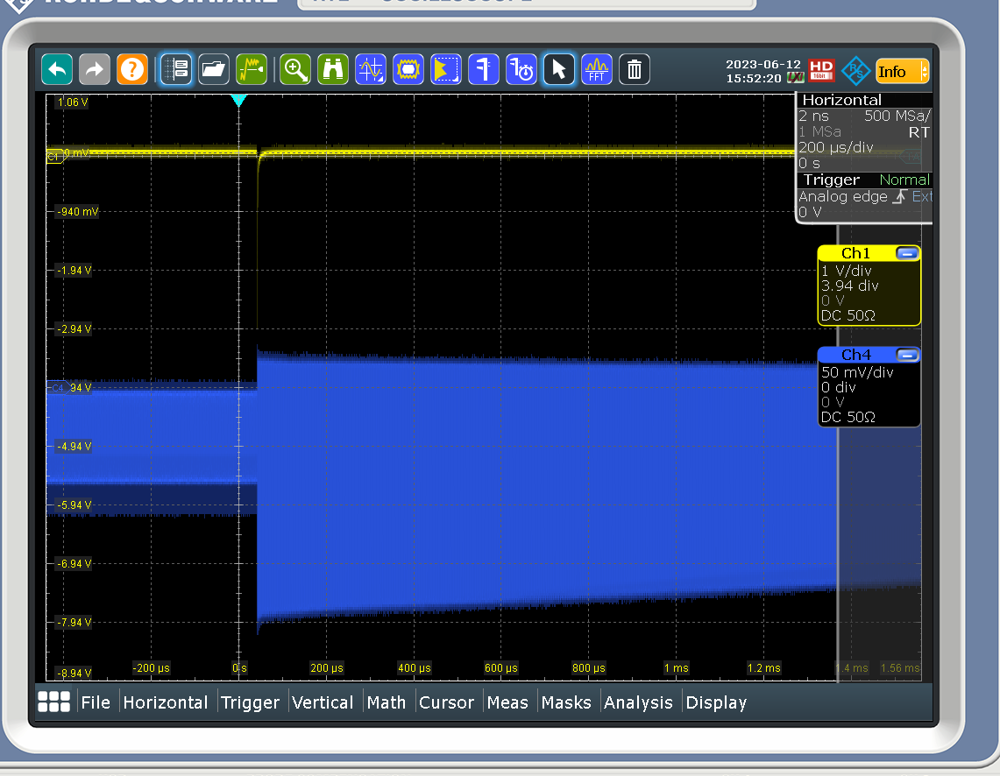 ?
FFT
2023-06-12
15:52:20
HD
16bit
R S
Info
Horizontal
2 ns 500 MSa/
1 MSa RT
200 µs/div
0 s
Trigger Normal
Analog edge Ext
0 V
1.06 V
C1 0 mV
-940 mV
-1.94 V
-2.94 V
C4 94 V
-4.94 V
-5.94 V
-6.94 V
-7.94 V
-8.94 V
Ch1
1 V/div
3.94 div
0 V
DC 50Ω
Ch4
50 mV/div
0 div
0 V
DC 50Ω
-200 µs 0 s 200 µs 400 µs 600 µs 800 µs 1 ms 1.2 ms 1.4 ms 1.56 ms
File Horizontal Trigger Vertical Math Cursor Meas Masks Analysis Display